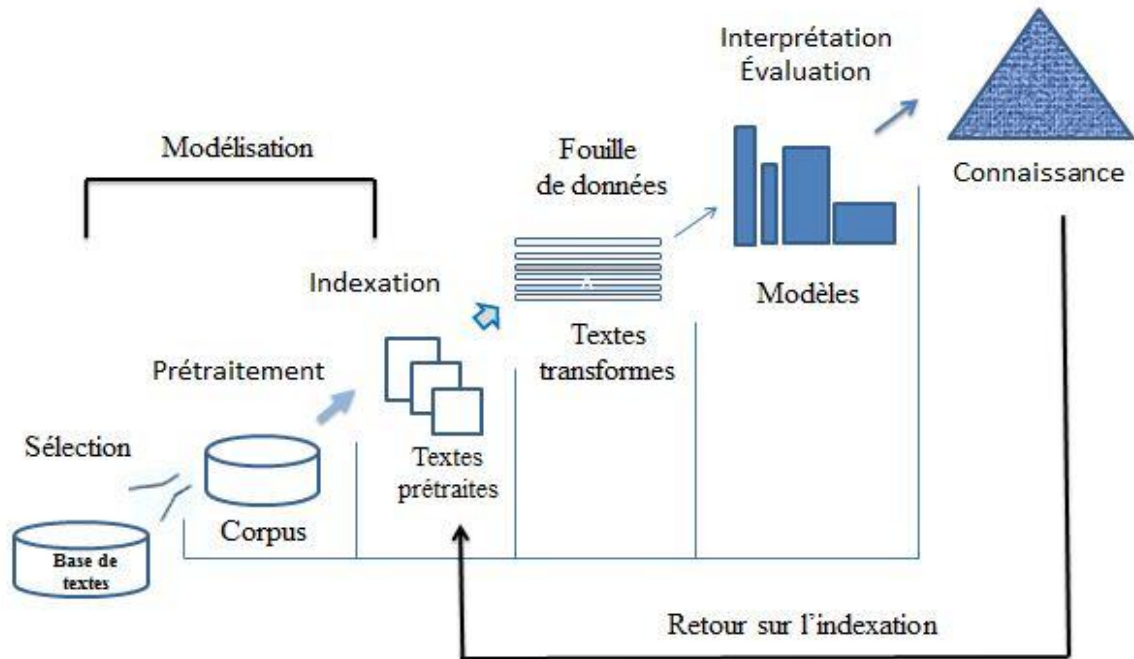 Interprétation
Évaluation
Modélisation
Fouille
de données
Connaissance
Indexation
Modèles
Textes
transformes
Prétraitement
Sélection
Textes
prétraites
Corpus
Base de
textes
Retour sur l'indexation